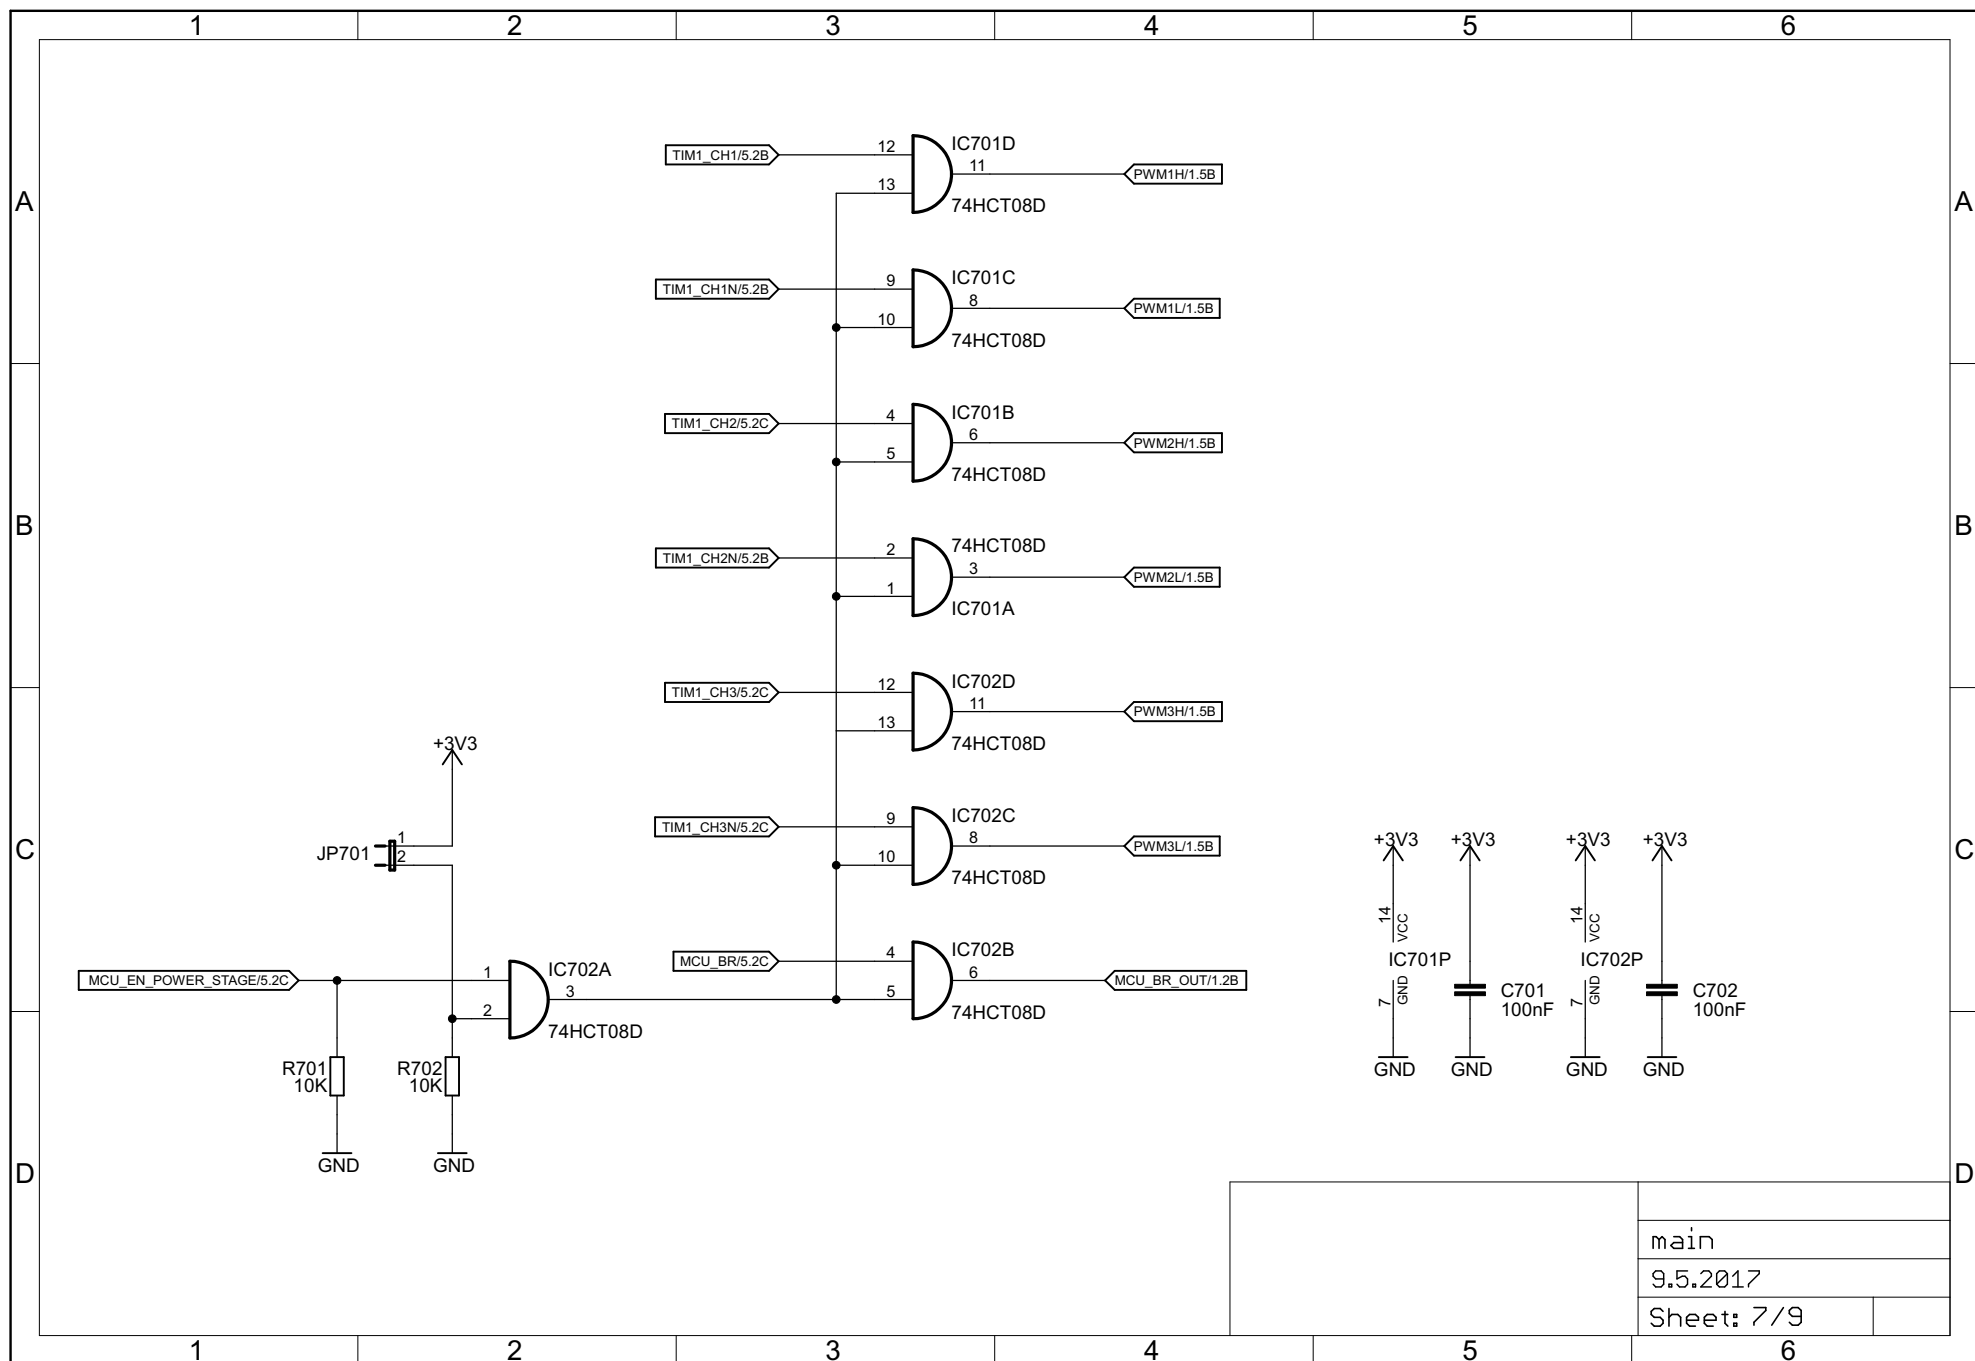 1 2 3 4 5 6
A A
B B
C C
D D
TIM1_CH1/5.2B 12 13 IC701D 11 74HCT08D PWM1H/1.5B
TIM1_CH1N/5.2B 9 10 IC701C 8 74HCT08D PWM1L/1.5B
TIM1_CH2/5.2C 4 5 IC701B 6 74HCT08D PWM2H/1.5B
TIM1_CH2N/5.2B 2 1 74HCT08D 3 IC701A PWM2L/1.5B
TIM1_CH3/5.2C 12 13 IC702D 11 74HCT08D PWM3H/1.5B
TIM1_CH3N/5.2C 9 10 IC702C 8 74HCT08D PWM3L/1.5B
MCU_BR/5.2C 4 5 IC702B 6 74HCT08D MCU_BR_OUT/1.2B
+3V3
JP701 1
2
MCU_EN_POWER_STAGE/5.2C 1 2 IC702A 3 74HCT08D
R701
10K
R702
10K
GND GND
+3V3 +3V3 +3V3 +3V3
14 VCC 14 VCC
IC701P IC702P
7 GND 7 GND
C701
100nF
C702
100nF
GND GND GND GND
main
9.5.2017
Sheet: 7/9
1 2 3 4 5 6